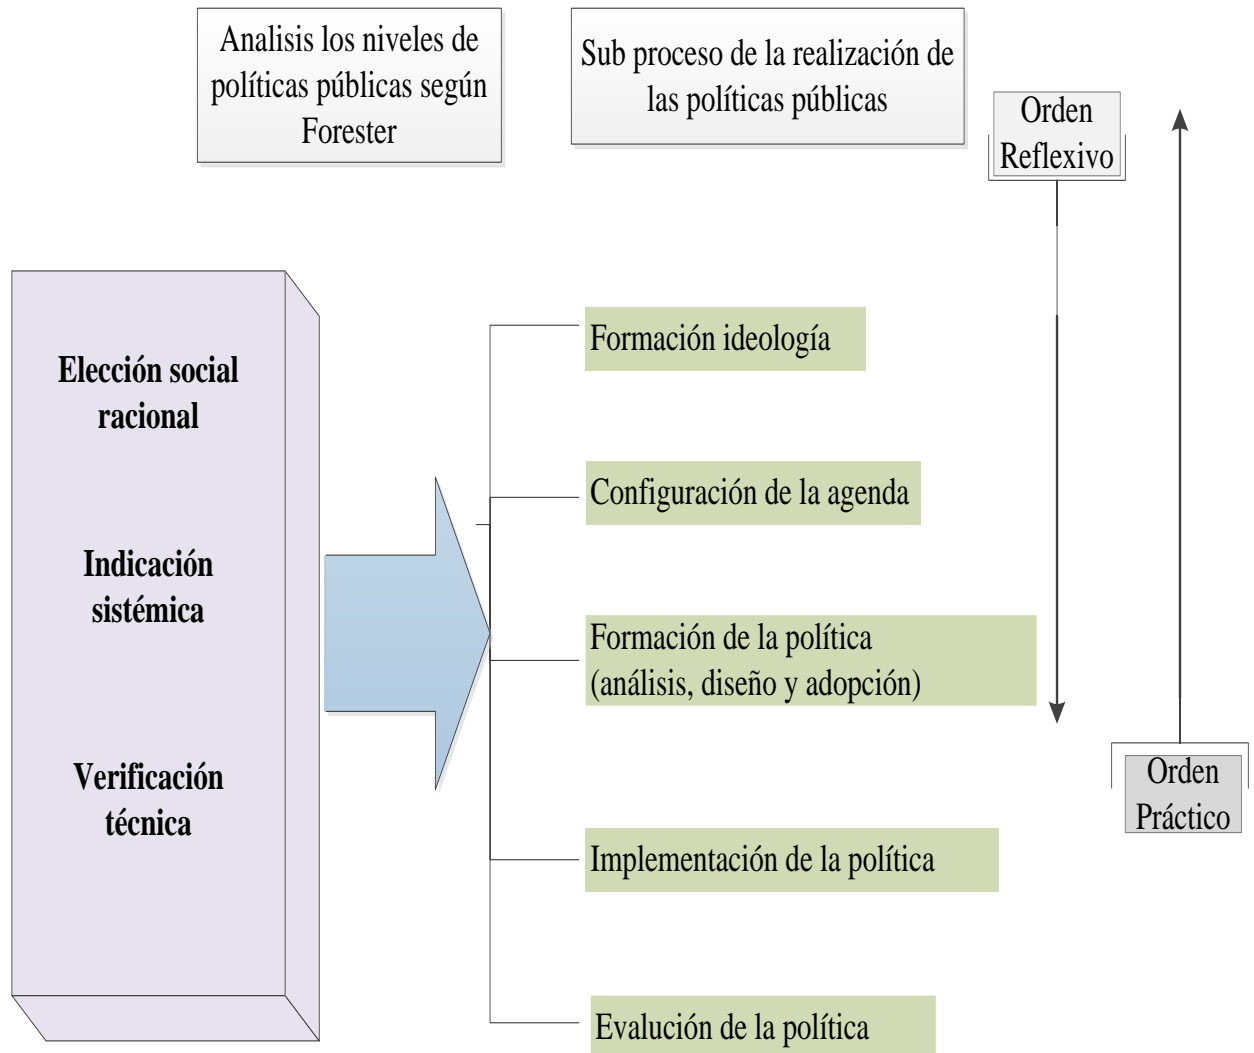 Analisis los niveles de
políticas públicas según
Forester
Sub proceso de la realización de
las políticas públicas
Orden
Reflexivo
Elección social
racional
Indicación
sistémica
Verificación
técnica
Formación ideología
Configuración de la agenda
Formación de la política
(análisis, diseño y adopción)
Implementación de la política
Evalución de la política
Orden
Práctico